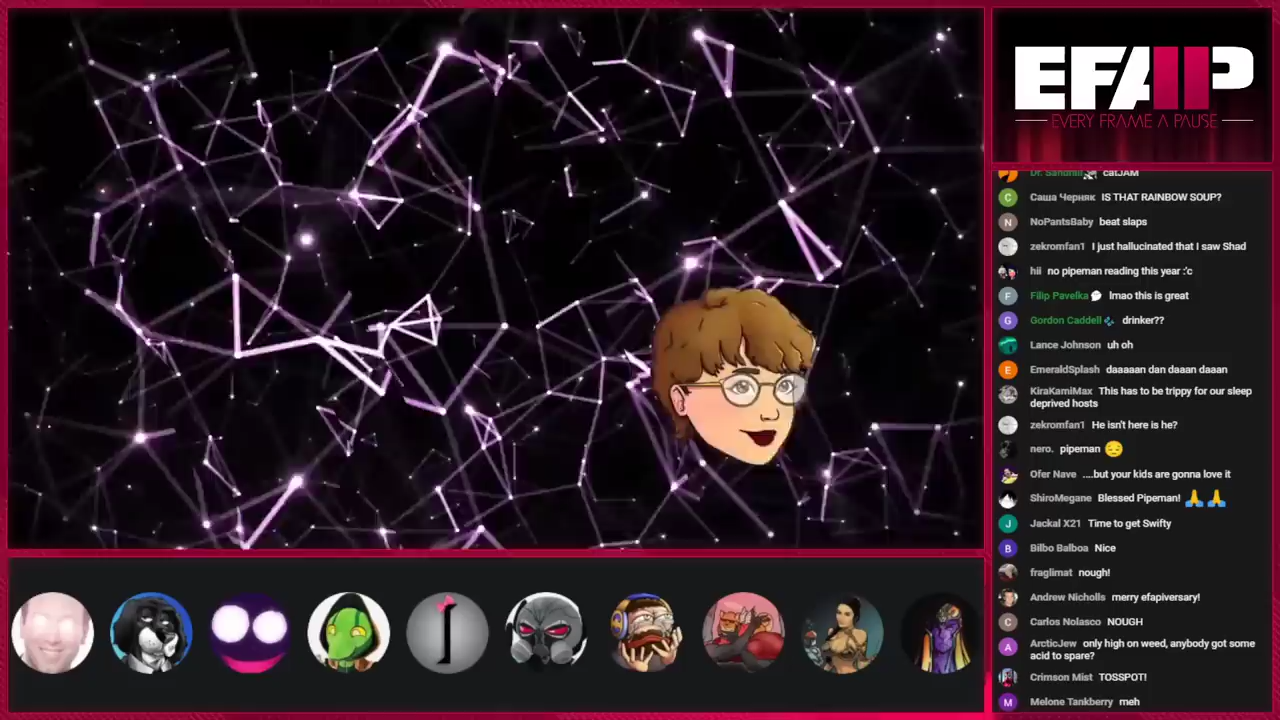 EFAP
EVERY FRAME A PAUSE
Dr. Sandhill catJAM
Саша Черняк IS THAT RAINBOW SOUP?
NoPantsBaby beat slaps
zekromfan1 I just hallucinated that I saw Shad
hii no pipeman reading this year :'c
Filip Pavelka 💬 lmao this is great
Gordon Caddell drinker??
Lance Johnson uh oh
EmeraldSplash daaaaan dan daaan daaan
KiraKamiMax This has to be trippy for our sleep
deprived hosts
zekromfan1 He isn't here is he?
nero. pipeman 😔
Ofer Nave ....but your kids are gonna love it
ShiroMegane Blessed Pipeman! 🙏 🙏
Jackal X21 Time to get Swifty
Bilbo Balboa Nice
fraglimat nough!
Andrew Nicholls merry efapiversary!
Carlos Nolasco NOUGH
ArcticJew only high on weed, anybody got some
acid to spare?
Crimson Mist TOSSPOT!
Melone Tankberry meh